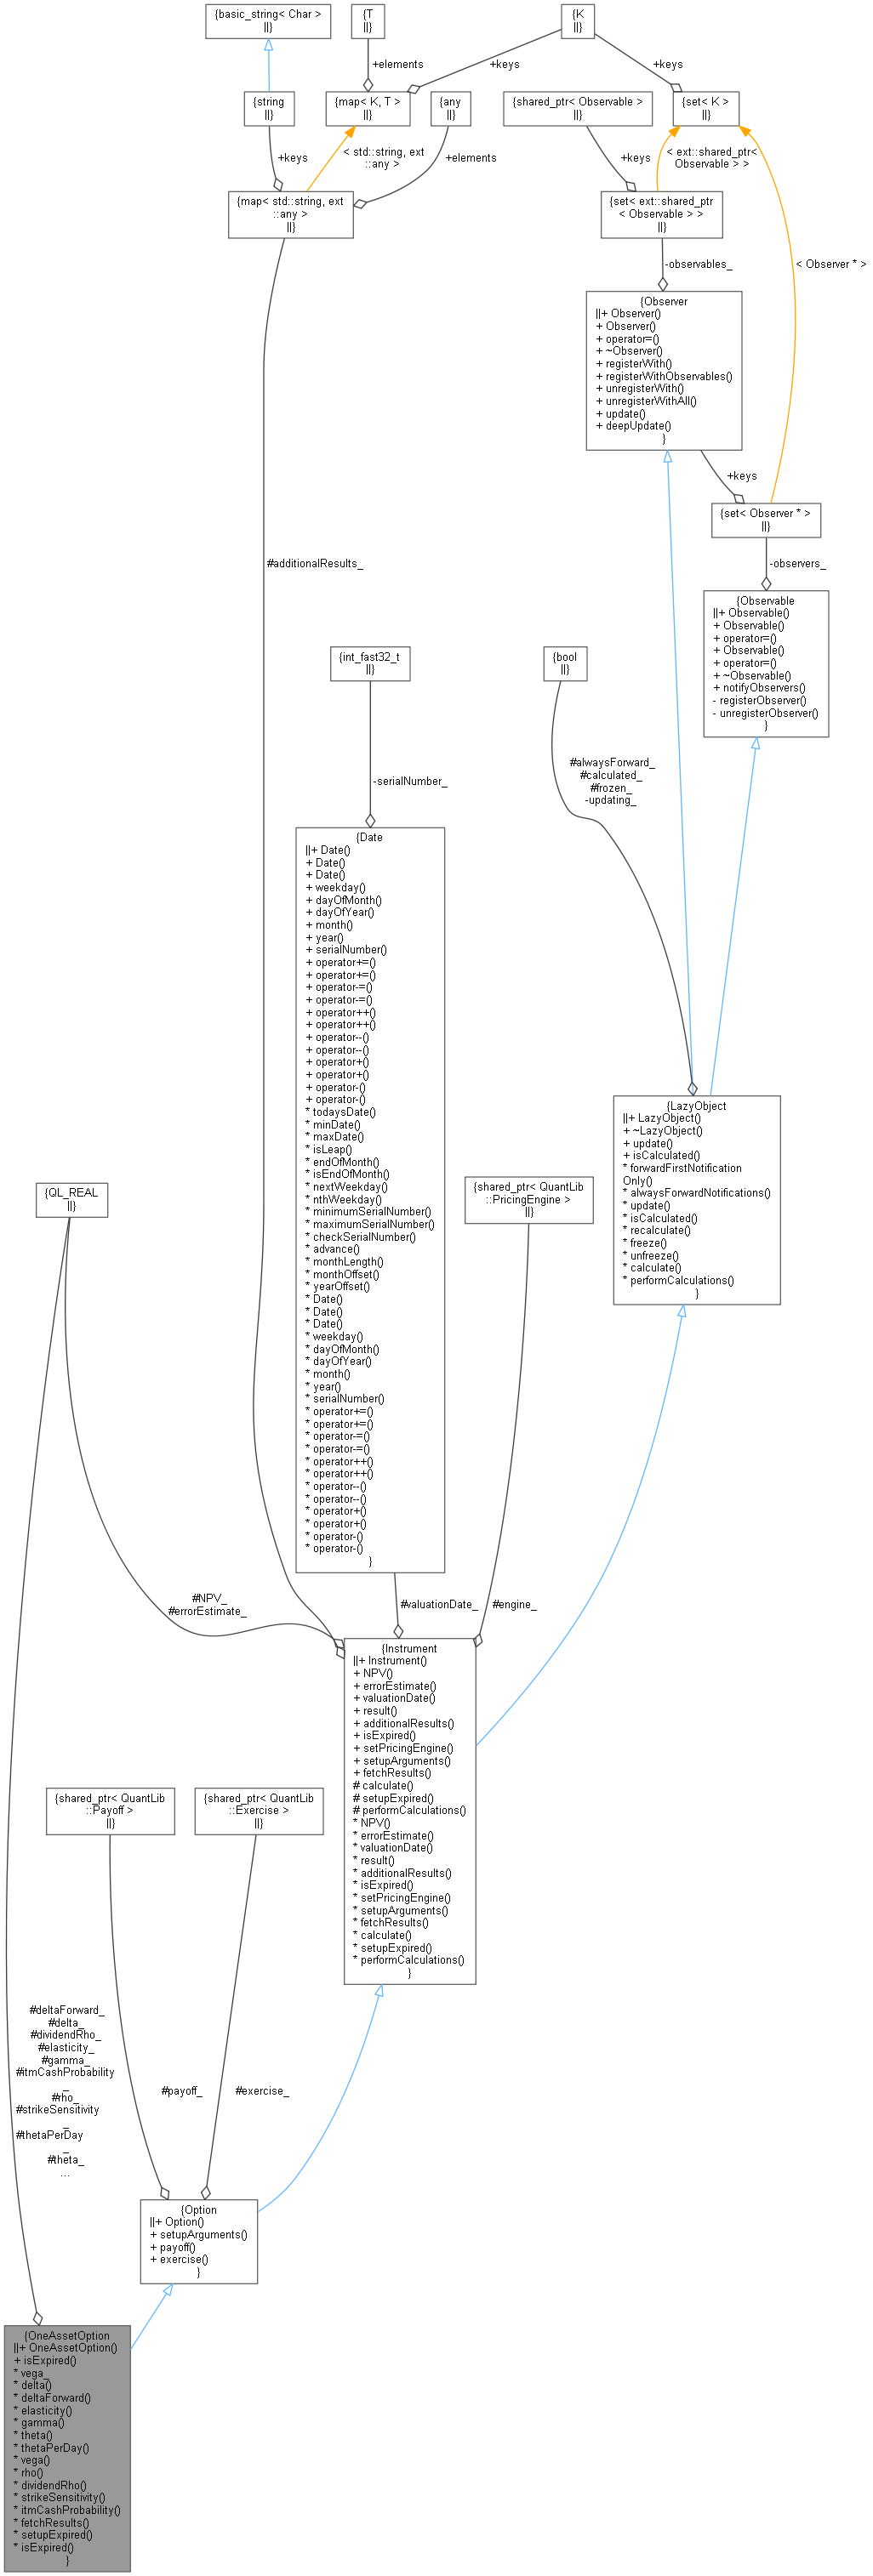 {basic_string< Char >
||}
{T
||}
{K
||}
+elements
+keys
+keys
{string
||}
{map< K, T >
||}
{any
||}
{shared_ptr< Observable >
||}
{set< K >
||}
+keys
< std::string, ext
::any >
+elements
+keys
< ext::shared_ptr<
Observable > >
{map< std::string, ext
::any >
||}
{set< ext::shared_ptr
< Observable > >
||}
-observables_
< Observer * >
{Observer
||+ Observer()
+ Observer()
+ operator=()
+ ~Observer()
+ registerWith()
+ registerWithObservables()
+ unregisterWith()
+ unregisterWithAll()
+ update()
+ deepUpdate()
}
+keys
{set< Observer * >
||}
#additionalResults_
-observers_
{Observable
||+ Observable()
+ Observable()
+ operator=()
+ Observable()
+ operator=()
+ ~Observable()
+ notifyObservers()
- registerObserver()
- unregisterObserver()
}
{int_fast32_t
||}
{bool
||}
-serialNumber_
#alwaysForward_
#calculated_
#frozen_
-updating_
{Date
||+ Date()
+ Date()
+ Date()
+ weekday()
+ dayOfMonth()
+ dayOfYear()
+ month()
+ year()
+ serialNumber()
+ operator+=()
+ operator+=()
+ operator-=()
+ operator-=()
+ operator++()
+ operator++()
+ operator--()
+ operator--()
+ operator+()
+ operator+()
+ operator-()
+ operator-()
* todaysDate()
* minDate()
* maxDate()
* isLeap()
* endOfMonth()
* isEndOfMonth()
* nextWeekday()
* nthWeekday()
* minimumSerialNumber()
* maximumSerialNumber()
* checkSerialNumber()
* advance()
* monthLength()
* monthOffset()
* yearOffset()
* Date()
* Date()
* Date()
* weekday()
* dayOfMonth()
* dayOfYear()
* month()
* year()
* serialNumber()
* operator+=()
* operator+=()
* operator-=()
* operator-=()
* operator++()
* operator++()
* operator--()
* operator--()
* operator+()
* operator+()
* operator-()
* operator-()
}
{LazyObject
||+ LazyObject()
+ ~LazyObject()
+ update()
+ isCalculated()
* forwardFirstNotification
Only()
* alwaysForwardNotifications()
* update()
* isCalculated()
* recalculate()
* freeze()
* unfreeze()
* calculate()
* performCalculations()
}
{QL_REAL
||}
{shared_ptr< QuantLib
::PricingEngine >
||}
#NPV_
#errorEstimate_
#valuationDate_
#engine_
{Instrument
||+ Instrument()
+ NPV()
+ errorEstimate()
+ valuationDate()
+ result()
+ additionalResults()
+ isExpired()
+ setPricingEngine()
+ setupArguments()
+ fetchResults()
# calculate()
# setupExpired()
# performCalculations()
* NPV()
* errorEstimate()
* valuationDate()
* result()
* additionalResults()
* isExpired()
* setPricingEngine()
* setupArguments()
* fetchResults()
* calculate()
* setupExpired()
* performCalculations()
}
{shared_ptr< QuantLib
::Payoff >
||}
{shared_ptr< QuantLib
::Exercise >
||}
#deltaForward_
#delta_
#dividendRho_
#elasticity_
#gamma_
#itmCashProbability
_
#rho_
#strikeSensitivity
_
#thetaPerDay
_
#theta_
...
#payoff_
#exercise_
{Option
||+ Option()
+ setupArguments()
+ payoff()
+ exercise()
}
{OneAssetOption
||+ OneAssetOption()
+ isExpired()
* vega_
* delta()
* deltaForward()
* elasticity()
* gamma()
* theta()
* thetaPerDay()
* vega()
* rho()
* dividendRho()
* strikeSensitivity()
* itmCashProbability()
* fetchResults()
* setupExpired()
* isExpired()
}